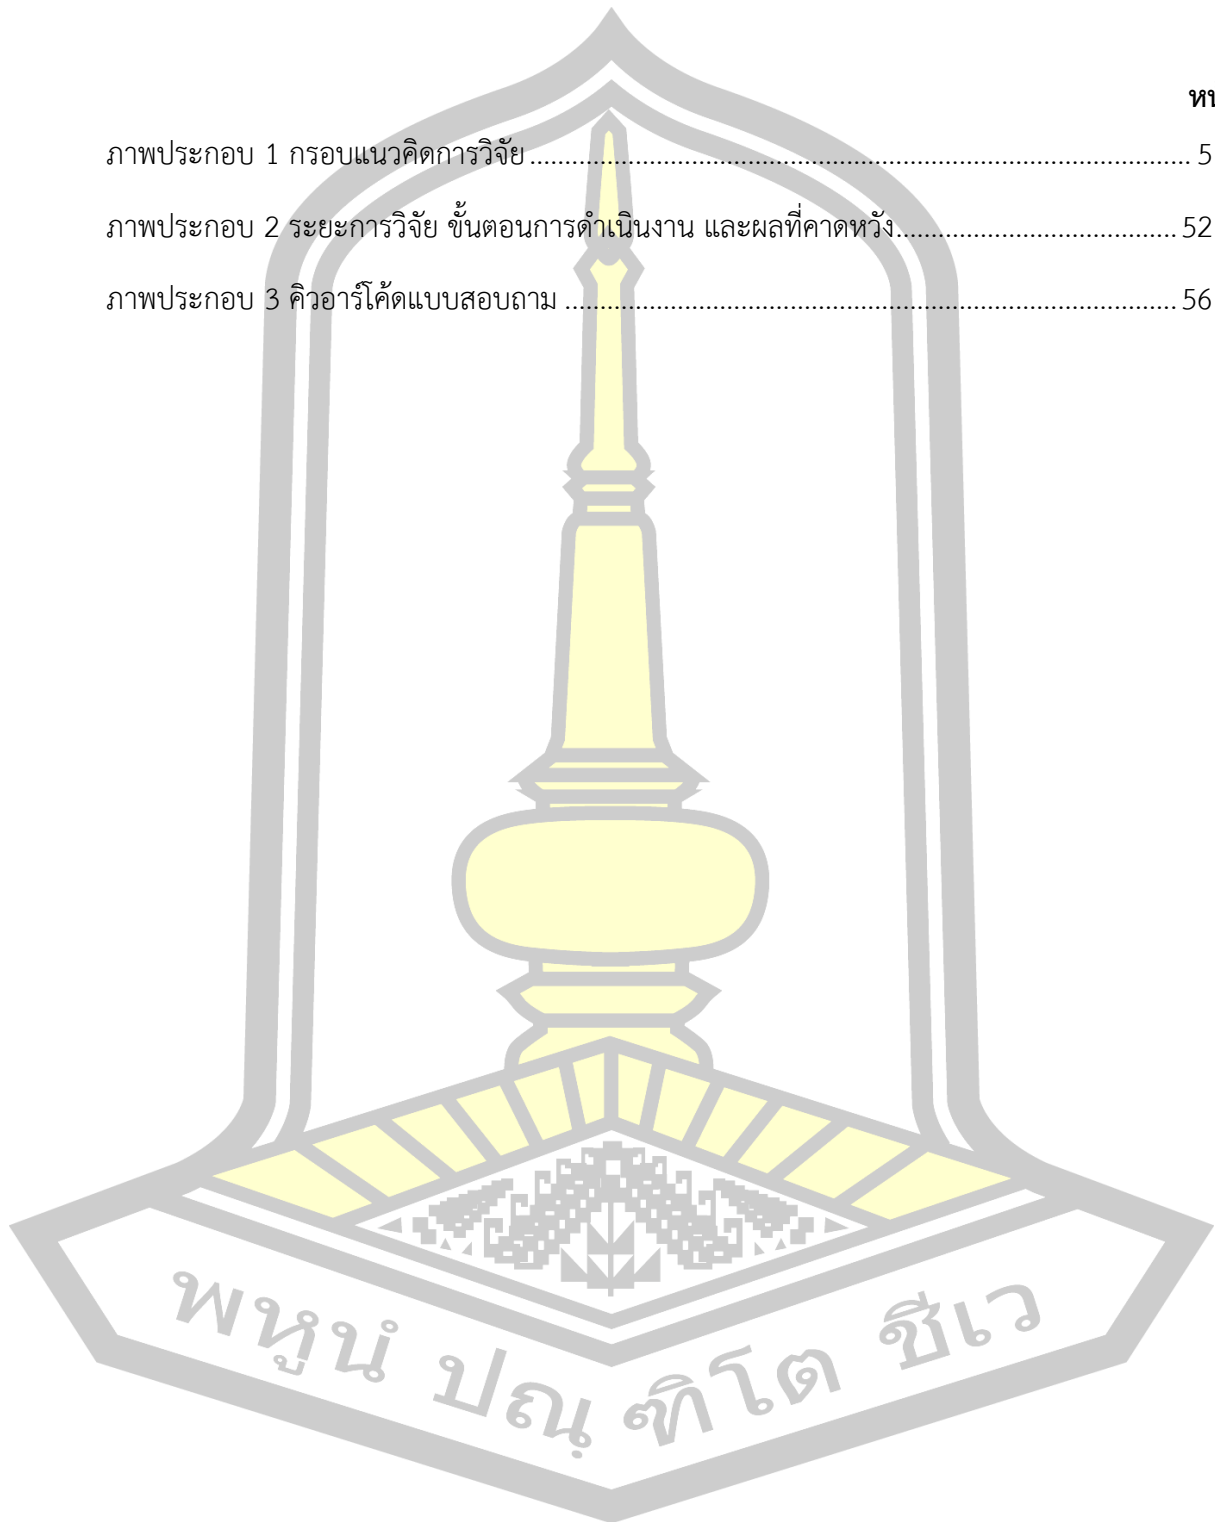 ภาพประกอบ 1 กรอบแนวคิดการวิจัย.......... 5
ภาพประกอบ 2 ระยะการวิจัย ขั้นตอนการดำเนินงาน และผลที่คาดหวัง.......... 52
ภาพประกอบ 3 คิวอาร์โค้ดแบบสอบถาม .......... 56
พหูนํ ปณฺ ฑิโต ชีเว